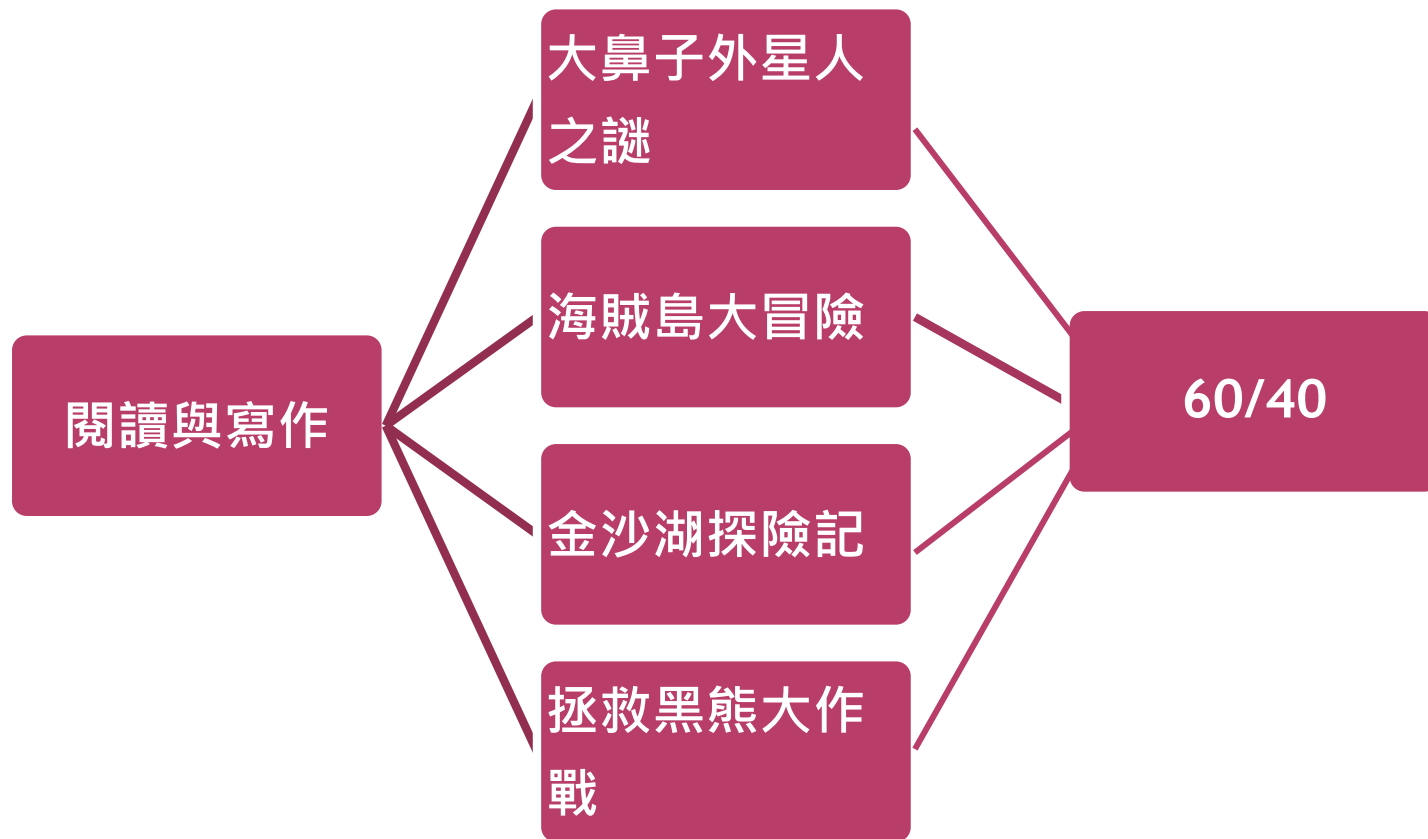 大鼻子外星人
之謎
海賊島大冒險
閱讀與寫作
60/40
金沙湖探險記
拯救黑熊大作
戰